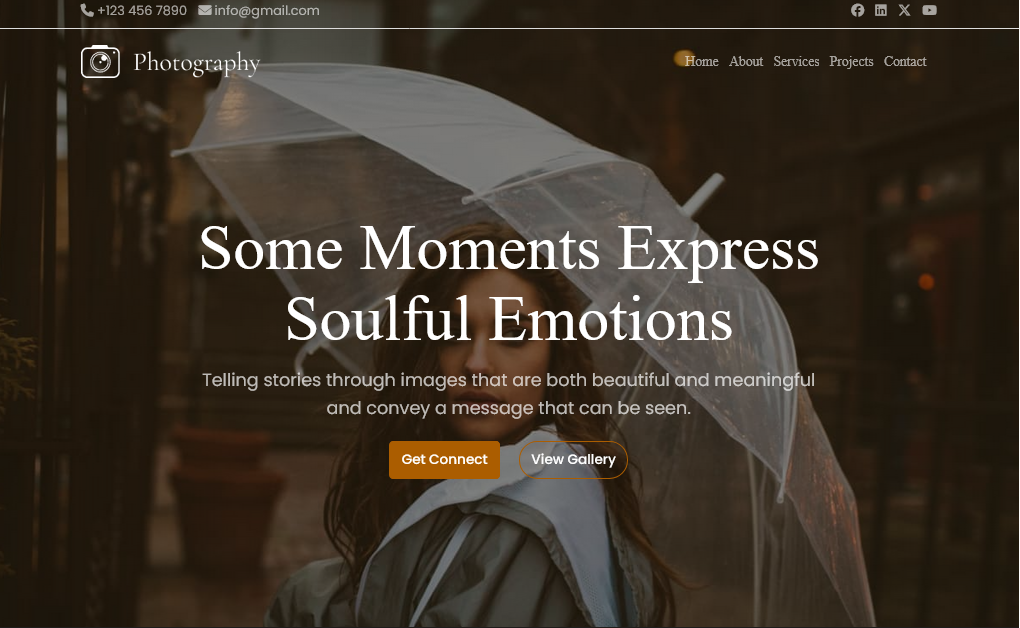 +123 456 7890 info@gmail.com
Photography
Home About Services Projects Contact
Some Moments Express
Soulful Emotions
Telling stories through images that are both beautiful and meaningful
and convey a message that can be seen.
Get Connect View Gallery